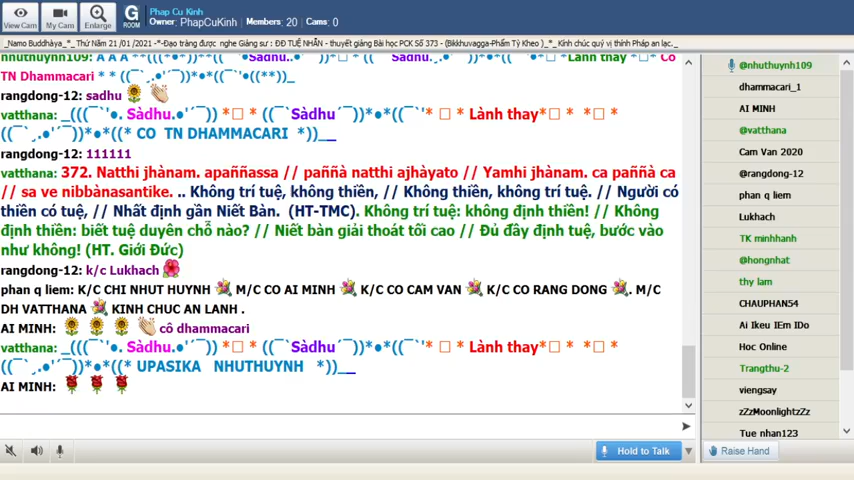 Phap Cu Kinh
Owner: PhapCuKinh | Members: 20 | Cams: 0
View Cam
My Cam
Enlarge
G ROOM
_Namo Buddhàya_*_ Thứ Năm 21 /01 /2021 -*-Đạo tràng được nghe Giảng sư : ĐĐ TUỆ NHÂN - thuyết giảng Bài học PCK Số 373 - (Bikkhuvagga-Phẩm Tỳ Kheo )_*_ Kính chúc quý vị thính Pháp an lạc._
TN Dhammacari * * ((¯`ˏ.●'´¯))*●*((¯`((**))_
rangdong-12: sadhu 🌻 👏
vatthana: _(((¯`'●. Sàdhu.●'´¯)) *□ * ((¯`Sàdhu´¯))*●*((¯`'* □ * Lành thay*□ * *□ *
((¯`ˏ.●'´¯))*●*((* CO TN DHAMMACARI *))__
rangdong-12: 111111
vatthana: 372. Natthi jhànam. apaññassa // paññà natthi ajhàyato // Yamhi jhànam. ca paññà ca
// sa ve nibbànasantike. .. Không trí tuệ, không thiền, // Không thiền, không trí tuệ. // Người có
thiền có tuệ, // Nhất định gần Niết Bàn. (HT-TMC). Không trí tuệ: không định thiền! // Không
định thiền: biết tuệ duyên chỗ nào? // Niết bàn giải thoát tối cao // Đủ đầy định tuệ, bước vào
như không! (HT. Giới Đức)
rangdong-12: k/c Lukhach 🌺
phan q liem: K/C CHI NHUT HUYNH 💐 M/C CO AI MINH 💐 K/C CO CAM VAN 💐 K/C CO RANG DONG 💐. M/C
DH VATTHANA 💐 KINH CHUC AN LANH .
AI MINH: 🌻 🌻 🌻 👏 cô dhammacari
vatthana: _(((¯`'●. Sàdhu.●'´¯)) *□ * ((¯`Sàdhu´¯))*●*((¯`'* □ * Lành thay*□ * *□ *
((¯`ˏ.●'´¯))*●*((* UPASIKA NHUTHUYNH *))__
AI MINH: 🌹 🌹 🌹
Hold to Talk
@nhuthuynh109
dhammacari_1
AI MINH
@vatthana
Cam Van 2020
@rangdong-12
phan q liem
Lukhach
TK minhhanh
@hongnhat
thy lam
CHAUPHAN54
Ai Ikeu IEm IDo
Hoc Online
Trangthu-2
viengsay
zZzMoonlightzZz
Tue nhan123
Raise Hand